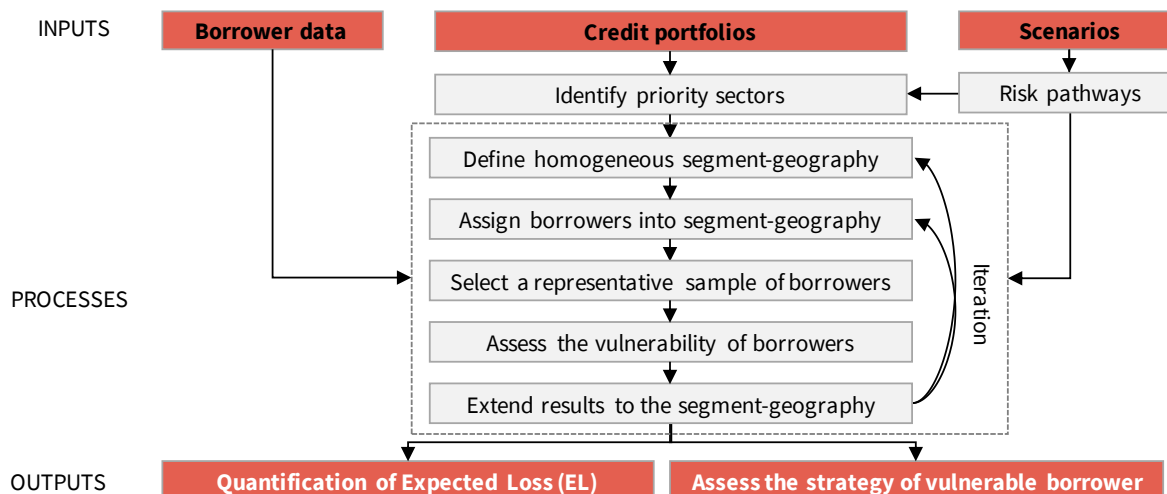 INPUTS
Borrower data
Credit portfolios
Scenarios
Identify priority sectors
Risk pathways
Define homogeneous segment-geography
Assign borrowers into segment-geography
Select a representative sample of borrowers
Iteration
PROCESSES
Assess the vulnerability of borrowers
Extend results to the segment-geography
OUTPUTS
Quantification of Expected Loss (EL)
Assess the strategy of vulnerable borrower